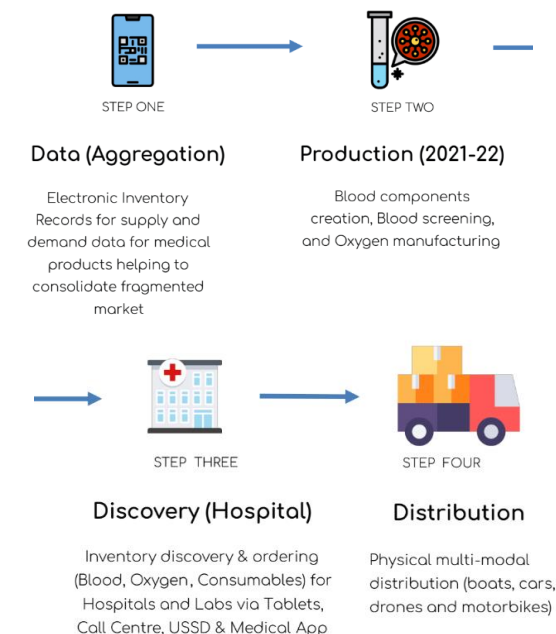 STEP ONE
STEP TWO
Data (Aggregation)
Production (2021-22)
Electronic Inventory
Records for supply and
demand data for medical
products helping to
consolidate fragmented
market
Blood components
creation, Blood screening,
and Oxygen manufacturing
STEP THREE
STEP FOUR
Discovery (Hospital)
Distribution
Inventory discovery & ordering
(Blood, Oxygen, Consumables) for
Hospitals and Labs via Tablets,
Call Centre, USSD & Medical App
Physical multi-modal
distribution (boats, cars,
drones and motorbikes)